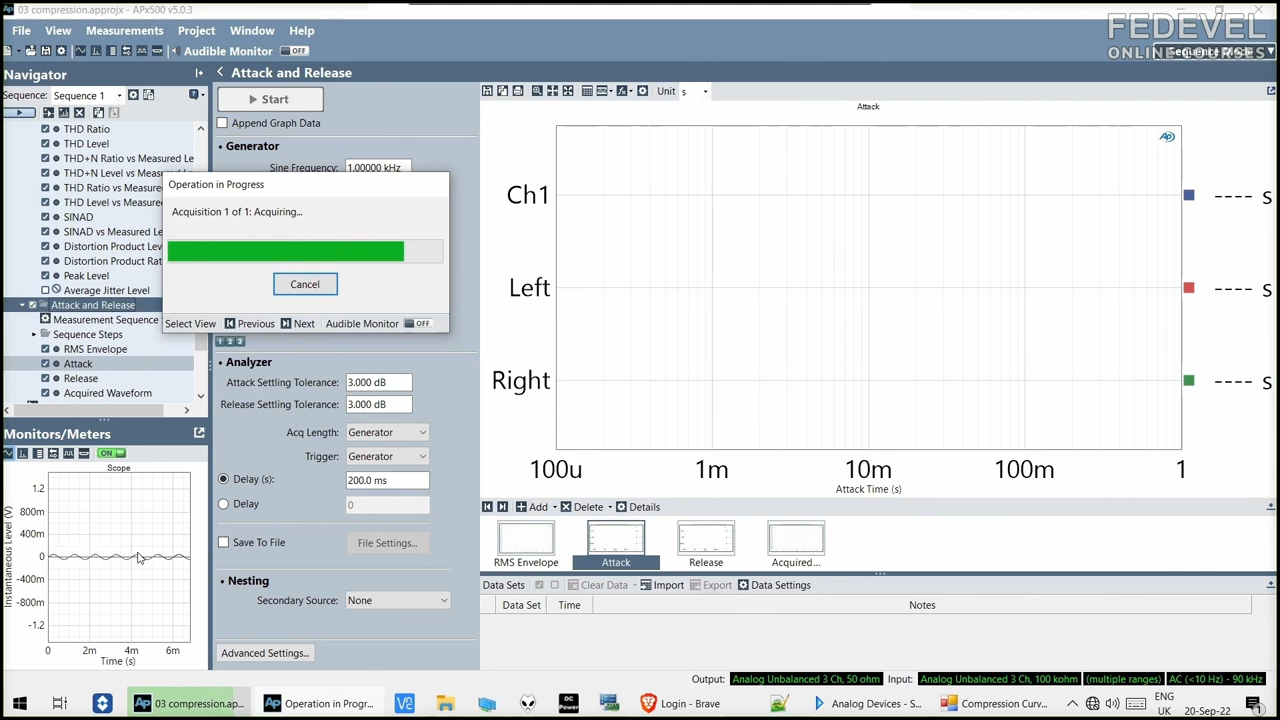 03 compression.approjx - APx500 v5.0.3
FEDEVEL
ONLINE COURSES
File View Measurements Project Window Help
Audible Monitor OFF
Navigator
Attack and Release
Sequence: Sequence 1
Start
Unit s
Attack
Append Graph Data
THD Ratio
THD Level
Generator
THD+N Ratio vs Measured Le
Sine Frequency: 1.00000 kHz
THD+N Level vs Measure
THD Ratio vs Measured
THD Level vs Measured
SINAD
SINAD vs Measured Le
Distortion Product Lev
Distortion Product Rat
Peak Level
Average Jitter Level
Attack and Release
Measurement Sequence
Sequence Steps
RMS Envelope
Attack
Release
Acquired Waveform
Operation in Progress
Acquisition 1 of 1: Acquiring...
Cancel
Select View Previous Next Audible Monitor OFF
1 2 3
Analyzer
Attack Settling Tolerance: 3.000 dB
Release Settling Tolerance: 3.000 dB
Acq Length: Generator
Trigger: Generator
Delay (s): 200.0 ms
Delay 0
Save To File File Settings...
Nesting
Secondary Source: None
Advanced Settings...
Ap
Ch1 ---- s
Left ---- s
Right ---- s
100u 1m 10m 100m 1
Attack Time (s)
Add Delete Details
RMS Envelope Attack Release Acquired...
Data Sets Clear Data Import Export Data Settings
Data Set Time Notes
Monitors/Meters
ON
Scope
Instantaneous Level (V)
1.2
800m
400m
0
-400m
-800m
-1.2
0 2m 4m 6m
Time (s)
Output: Analog Unbalanced 3 Ch, 50 ohm Input: Analog Unbalanced 3 Ch, 100 kohm (multiple ranges) AC (<10 Hz) - 90 kHz
03 compression.ap...
Operation in Progr...
DC Power
Login - Brave
Analog Devices - S...
Compression Curv...
ENG
UK
20-Sep-22
1